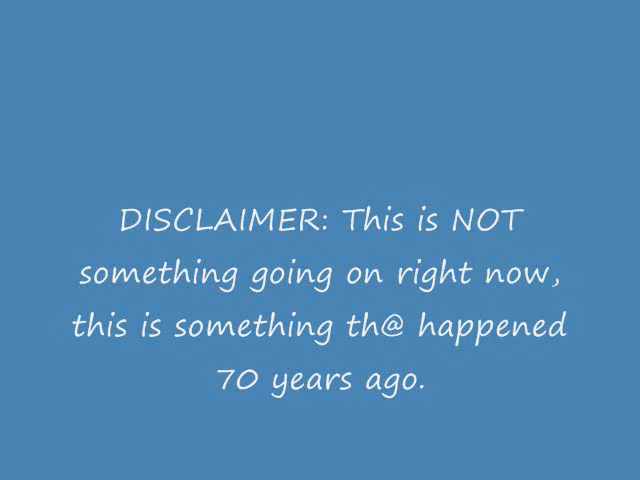 DISCLAIMER: This is NOT
something going on right now,
this is something th@ happened
70 years ago.